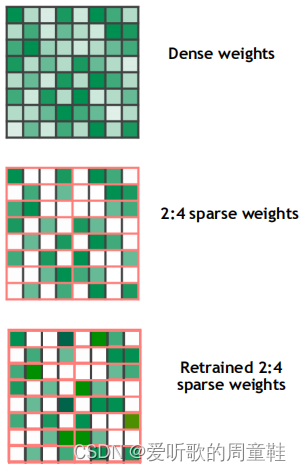 Dense weights
2:4 sparse weights
Retrained 2:4
sparse weights
CSDN @爱听歌的周童鞋